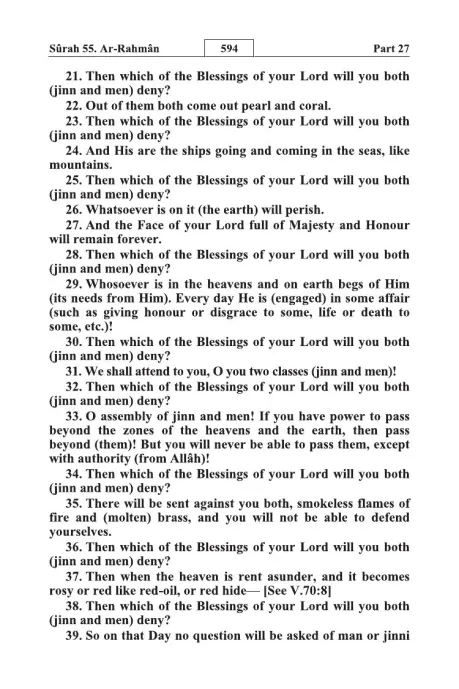 Sûrah 55. Ar-Rahmân 594 Part 27
21. Then which of the Blessings of your Lord will you both
(jinn and men) deny?
22. Out of them both come out pearl and coral.
23. Then which of the Blessings of your Lord will you both
(jinn and men) deny?
24. And His are the ships going and coming in the seas, like
mountains.
25. Then which of the Blessings of your Lord will you both
(jinn and men) deny?
26. Whatsoever is on it (the earth) will perish.
27. And the Face of your Lord full of Majesty and Honour
will remain forever.
28. Then which of the Blessings of your Lord will you both
(jinn and men) deny?
29. Whosoever is in the heavens and on earth begs of Him
(its needs from Him). Every day He is (engaged) in some affair
(such as giving honour or disgrace to some, life or death to
some, etc.)!
30. Then which of the Blessings of your Lord will you both
(jinn and men) deny?
31. We shall attend to you, O you two classes (jinn and men)!
32. Then which of the Blessings of your Lord will you both
(jinn and men) deny?
33. O assembly of jinn and men! If you have power to pass
beyond the zones of the heavens and the earth, then pass
beyond (them)! But you will never be able to pass them, except
with authority (from Allâh)!
34. Then which of the Blessings of your Lord will you both
(jinn and men) deny?
35. There will be sent against you both, smokeless flames of
fire and (molten) brass, and you will not be able to defend
yourselves.
36. Then which of the Blessings of your Lord will you both
(jinn and men) deny?
37. Then when the heaven is rent asunder, and it becomes
rosy or red like red-oil, or red hide— [See V.70:8]
38. Then which of the Blessings of your Lord will you both
(jinn and men) deny?
39. So on that Day no question will be asked of man or jinni